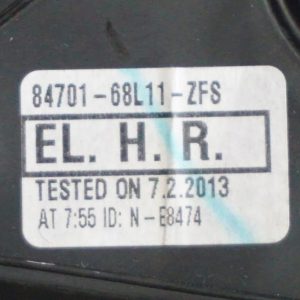 84701-68L11-ZFS
EL. H. R.
TESTED ON 7.2.2013
AT 7:55 ID: N-E8474